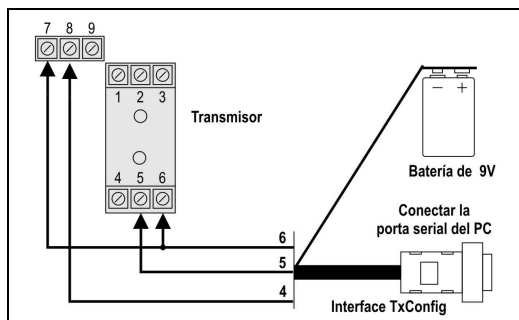 7 8 9
1 2 3
Transmisor
4 5 6
− +
Batería de 9V
Conectar la
porta serial del PC
6
5
4
Interface TxConfig